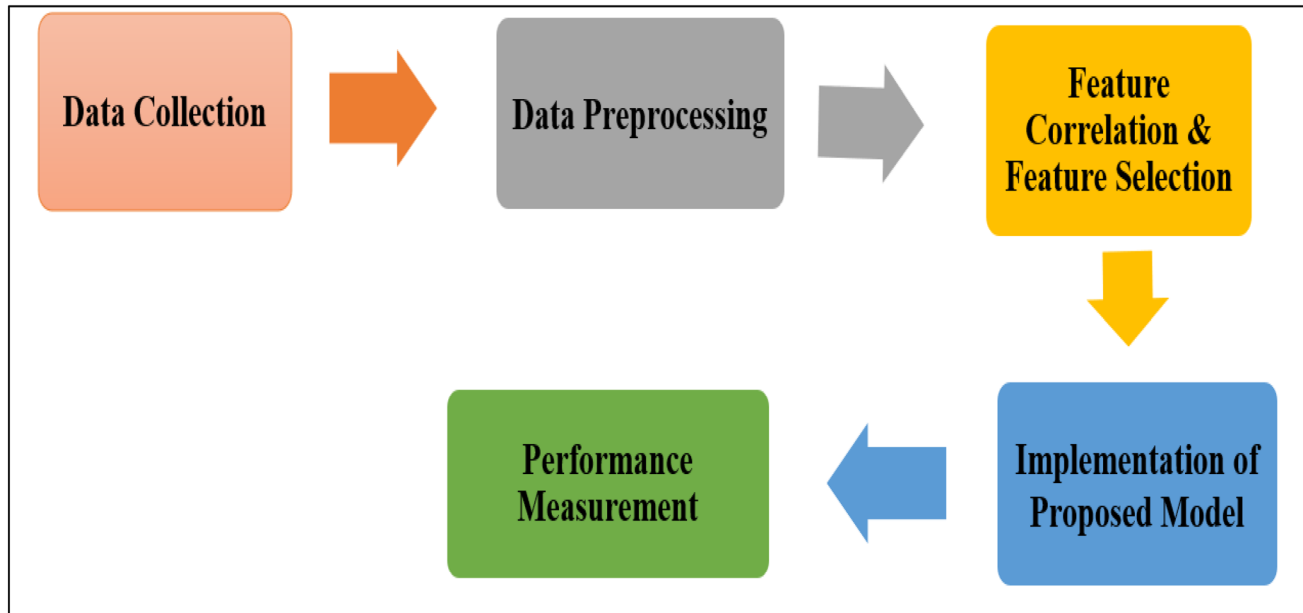 Data Collection
Data Preprocessing
Feature
Correlation &
Feature Selection
Implementation of
Proposed Model
Performance
Measurement